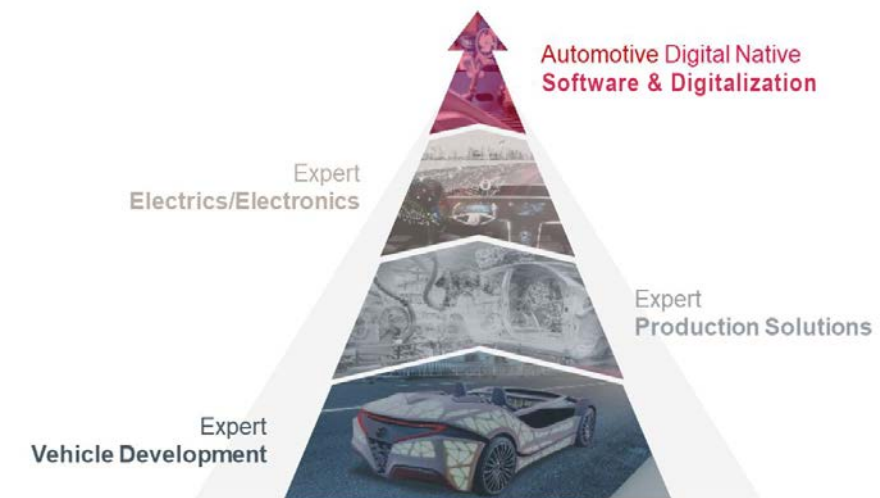 Automotive Digital Native
Software & Digitalization
Expert
Electrics/Electronics
Expert
Production Solutions
Expert
Vehicle Development